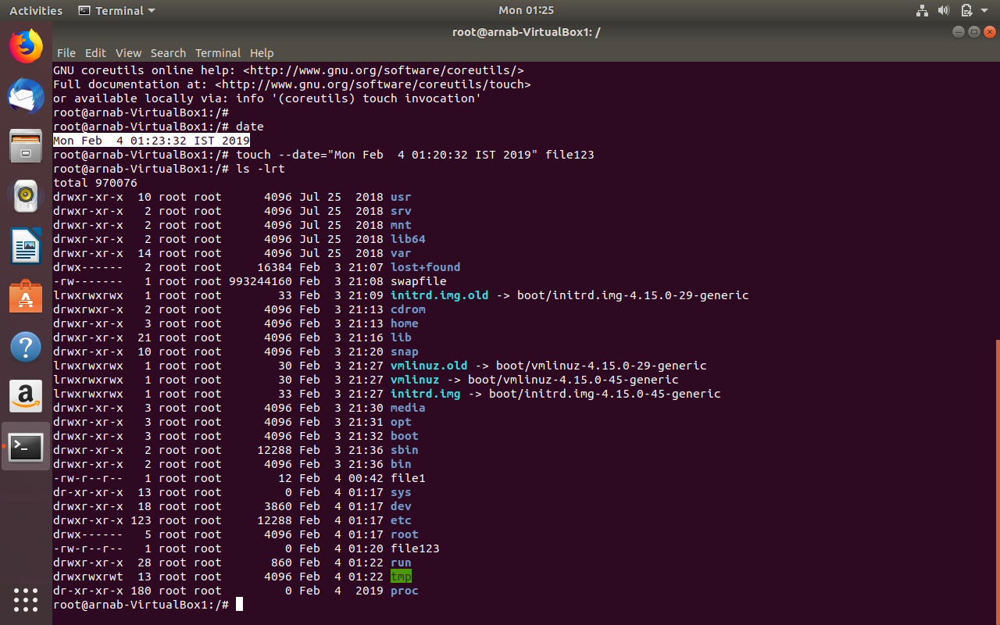 Activities Terminal Mon 01:25
root@arnab-VirtualBox1: /
File Edit View Search Terminal Help
GNU coreutils online help: <http://www.gnu.org/software/coreutils/>
Full documentation at: <http://www.gnu.org/software/coreutils/touch>
or available locally via: info '(coreutils) touch invocation'
root@arnab-VirtualBox1:/#
root@arnab-VirtualBox1:/# date
Mon Feb  4 01:23:32 IST 2019
root@arnab-VirtualBox1:/# touch --date="Mon Feb  4 01:20:32 IST 2019" file123
root@arnab-VirtualBox1:/# ls -lrt
total 970076
drwxr-xr-x  10 root root      4096 Jul 25  2018 usr
drwxr-xr-x   2 root root      4096 Jul 25  2018 srv
drwxr-xr-x   2 root root      4096 Jul 25  2018 mnt
drwxr-xr-x   2 root root      4096 Jul 25  2018 lib64
drwxr-xr-x  14 root root      4096 Jul 25  2018 var
drwx------   2 root root     16384 Feb  3 21:07 lost+found
-rw-------   1 root root 993244160 Feb  3 21:08 swapfile
lrwxrwxrwx   1 root root        33 Feb  3 21:09 initrd.img.old -> boot/initrd.img-4.15.0-29-generic
drwxrwxr-x   2 root root      4096 Feb  3 21:13 cdrom
drwxr-xr-x   3 root root      4096 Feb  3 21:13 home
drwxr-xr-x  21 root root      4096 Feb  3 21:16 lib
drwxr-xr-x  10 root root      4096 Feb  3 21:20 snap
lrwxrwxrwx   1 root root        30 Feb  3 21:27 vmlinuz.old -> boot/vmlinuz-4.15.0-29-generic
lrwxrwxrwx   1 root root        30 Feb  3 21:27 vmlinuz -> boot/vmlinuz-4.15.0-45-generic
lrwxrwxrwx   1 root root        33 Feb  3 21:27 initrd.img -> boot/initrd.img-4.15.0-45-generic
drwxr-xr-x   3 root root      4096 Feb  3 21:30 media
drwxr-xr-x   3 root root      4096 Feb  3 21:31 opt
drwxr-xr-x   3 root root      4096 Feb  3 21:32 boot
drwxr-xr-x   2 root root     12288 Feb  3 21:36 sbin
drwxr-xr-x   2 root root      4096 Feb  3 21:36 bin
-rw-r--r--   1 root root        12 Feb  4 00:42 file1
dr-xr-xr-x  13 root root         0 Feb  4 01:17 sys
drwxr-xr-x  18 root root      3860 Feb  4 01:17 dev
drwxr-xr-x 123 root root     12288 Feb  4 01:17 etc
drwx------   5 root root      4096 Feb  4 01:17 root
-rw-r--r--   1 root root         0 Feb  4 01:20 file123
drwxr-xr-x  28 root root       860 Feb  4 01:22 run
drwxrwxrwt  13 root root      4096 Feb  4 01:22 tmp
dr-xr-xr-x 180 root root         0 Feb  4  2019 proc
root@arnab-VirtualBox1:/#